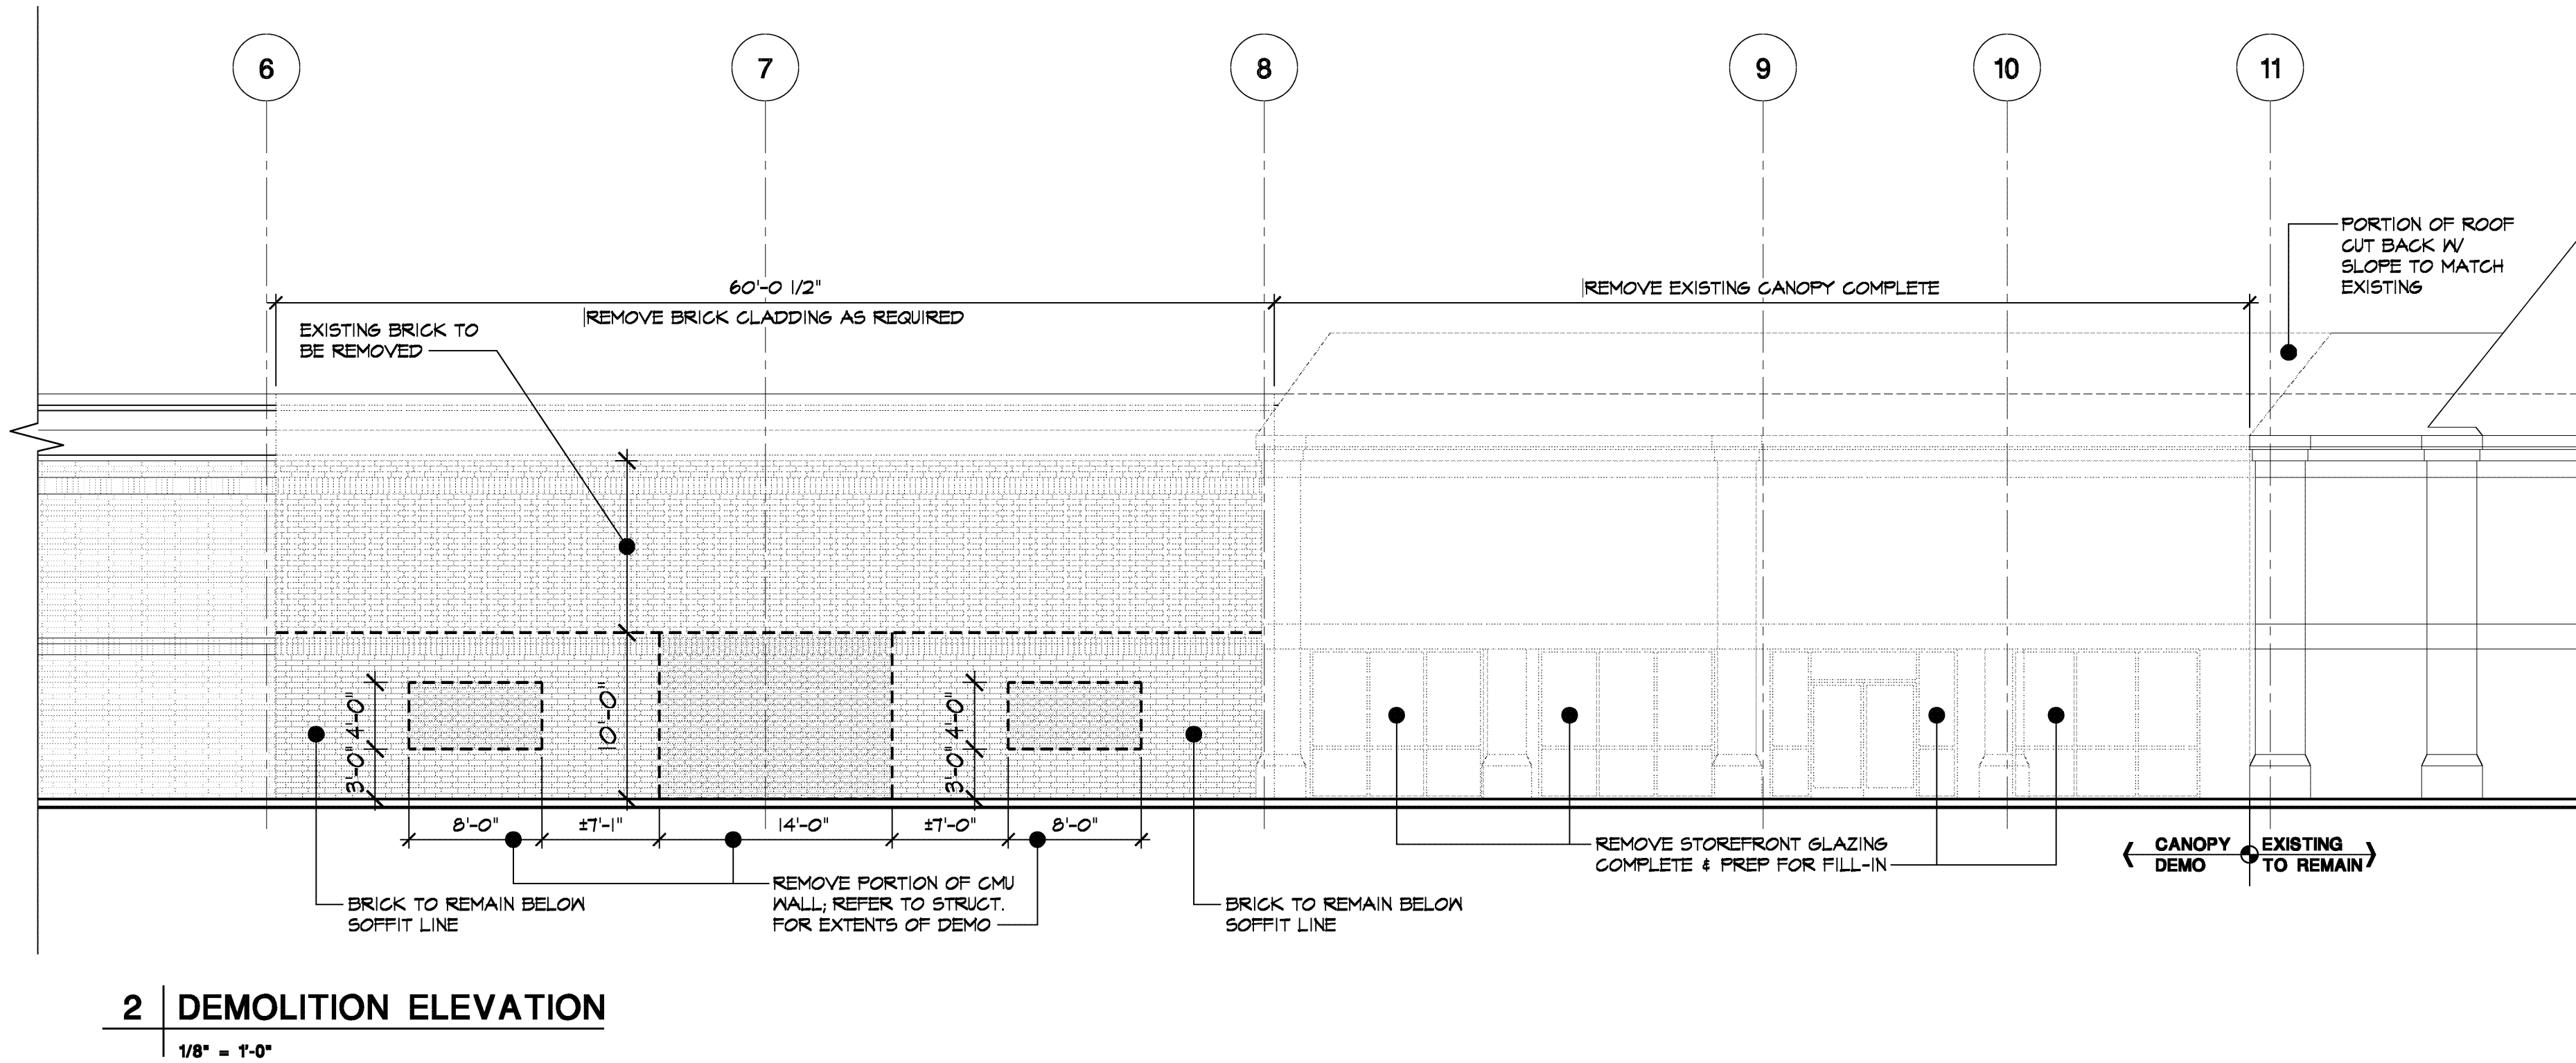 6
7
8
9
10
11
PORTION OF ROOF
CUT BACK W/
SLOPE TO MATCH
EXISTING
60'-0 1/2"
REMOVE BRICK CLADDING AS REQUIRED
REMOVE EXISTING CANOPY COMPLETE
EXISTING BRICK TO
BE REMOVED
4'-0"
3'-0"
10'-0"
4'-0"
3'-0"
8'-0"
±7'-1"
14'-0"
±7'-0"
8'-0"
BRICK TO REMAIN BELOW
SOFFIT LINE
REMOVE PORTION OF CMU
WALL; REFER TO STRUCT.
FOR EXTENTS OF DEMO
BRICK TO REMAIN BELOW
SOFFIT LINE
REMOVE STOREFRONT GLAZING
COMPLETE & PREP FOR FILL-IN
CANOPY
DEMO
EXISTING
TO REMAIN
2
DEMOLITION ELEVATION
1/8" = 1'-0"